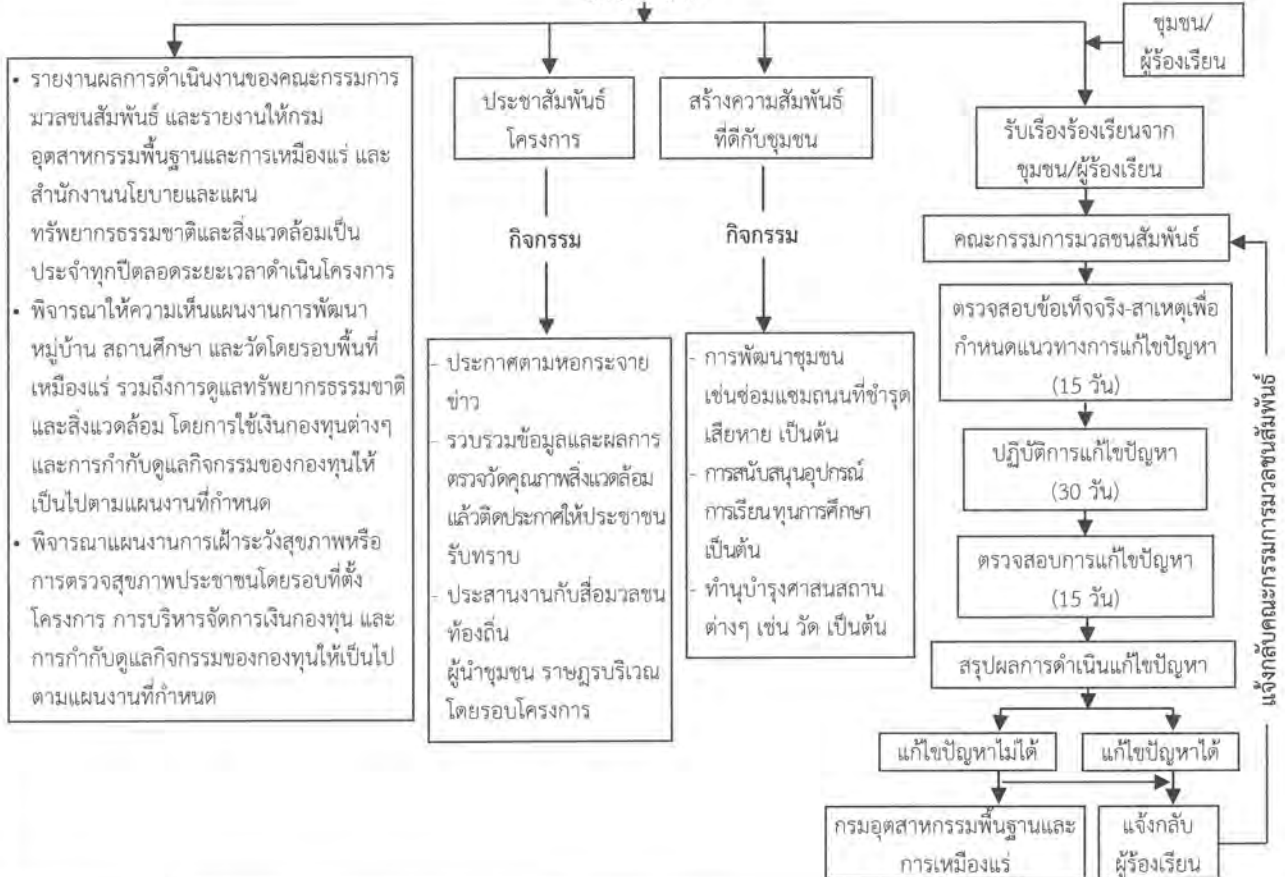 • รายงานผลการดำเนินงานของคณะกรรมการ
มวลชนสัมพันธ์ และรายงานให้กรม
อุตสาหกรรมพื้นฐานและการเหมืองแร่ และ
สำนักงานนโยบายและแผน
ทรัพยากรธรรมชาติและสิ่งแวดล้อมเป็น
ประจำทุกปีตลอดระยะเวลาดำเนินโครงการ
• พิจารณาให้ความเห็นแผนงานการพัฒนา
หมู่บ้าน สถานศึกษา และวัดโดยรอบพื้นที่
เหมืองแร่ รวมถึงการดูแลทรัพยากรธรรมชาติ
และสิ่งแวดล้อม โดยการใช้เงินกองทุนต่างๆ
และการกำกับดูแลกิจกรรมของกองทุนให้
เป็นไปตามแผนงานที่กำหนด
• พิจารณาแผนงานการเฝ้าระวังสุขภาพหรือ
การตรวจสุขภาพประชาชนโดยรอบที่ตั้ง
โครงการ การบริหารจัดการเงินกองทุน และ
การกำกับดูแลกิจกรรมของกองทุนให้เป็นไป
ตามแผนงานที่กำหนด
ประชาสัมพันธ์
โครงการ
กิจกรรม
- ประกาศตามหอกระจาย
ข่าว
- รวบรวมข้อมูลและผลการ
ตรวจวัดคุณภาพสิ่งแวดล้อม
แล้วติดประกาศให้ประชาชน
รับทราบ
- ประสานงานกับสื่อมวลชน
ท้องถิ่น
ผู้นำชุมชน ราษฎรบริเวณ
โดยรอบโครงการ
สร้างความสัมพันธ์
ที่ดีกับชุมชน
กิจกรรม
- การพัฒนาชุมชน
เช่นซ่อมแซมถนนที่ชำรุด
เสียหาย เป็นต้น
- การสนับสนุนอุปกรณ์
การเรียน ทุนการศึกษา
เป็นต้น
- ทำนุบำรุงศาสนสถาน
ต่างๆ เช่น วัด เป็นต้น
ชุมชน/
ผู้ร้องเรียน
รับเรื่องร้องเรียนจาก
ชุมชน/ผู้ร้องเรียน
คณะกรรมการมวลชนสัมพันธ์
ตรวจสอบข้อเท็จจริง-สาเหตุเพื่อ
กำหนดแนวทางการแก้ไขปัญหา
(15 วัน)
ปฏิบัติการแก้ไขปัญหา
(30 วัน)
ตรวจสอบการแก้ไขปัญหา
(15 วัน)
สรุปผลการดำเนินแก้ไขปัญหา
แก้ไขปัญหาไม่ได้
แก้ไขปัญหาได้
กรมอุตสาหกรรมพื้นฐานและ
การเหมืองแร่
แจ้งกลับ
ผู้ร้องเรียน
แจ้งกลับคณะกรรมการมวลชนสัมพันธ์